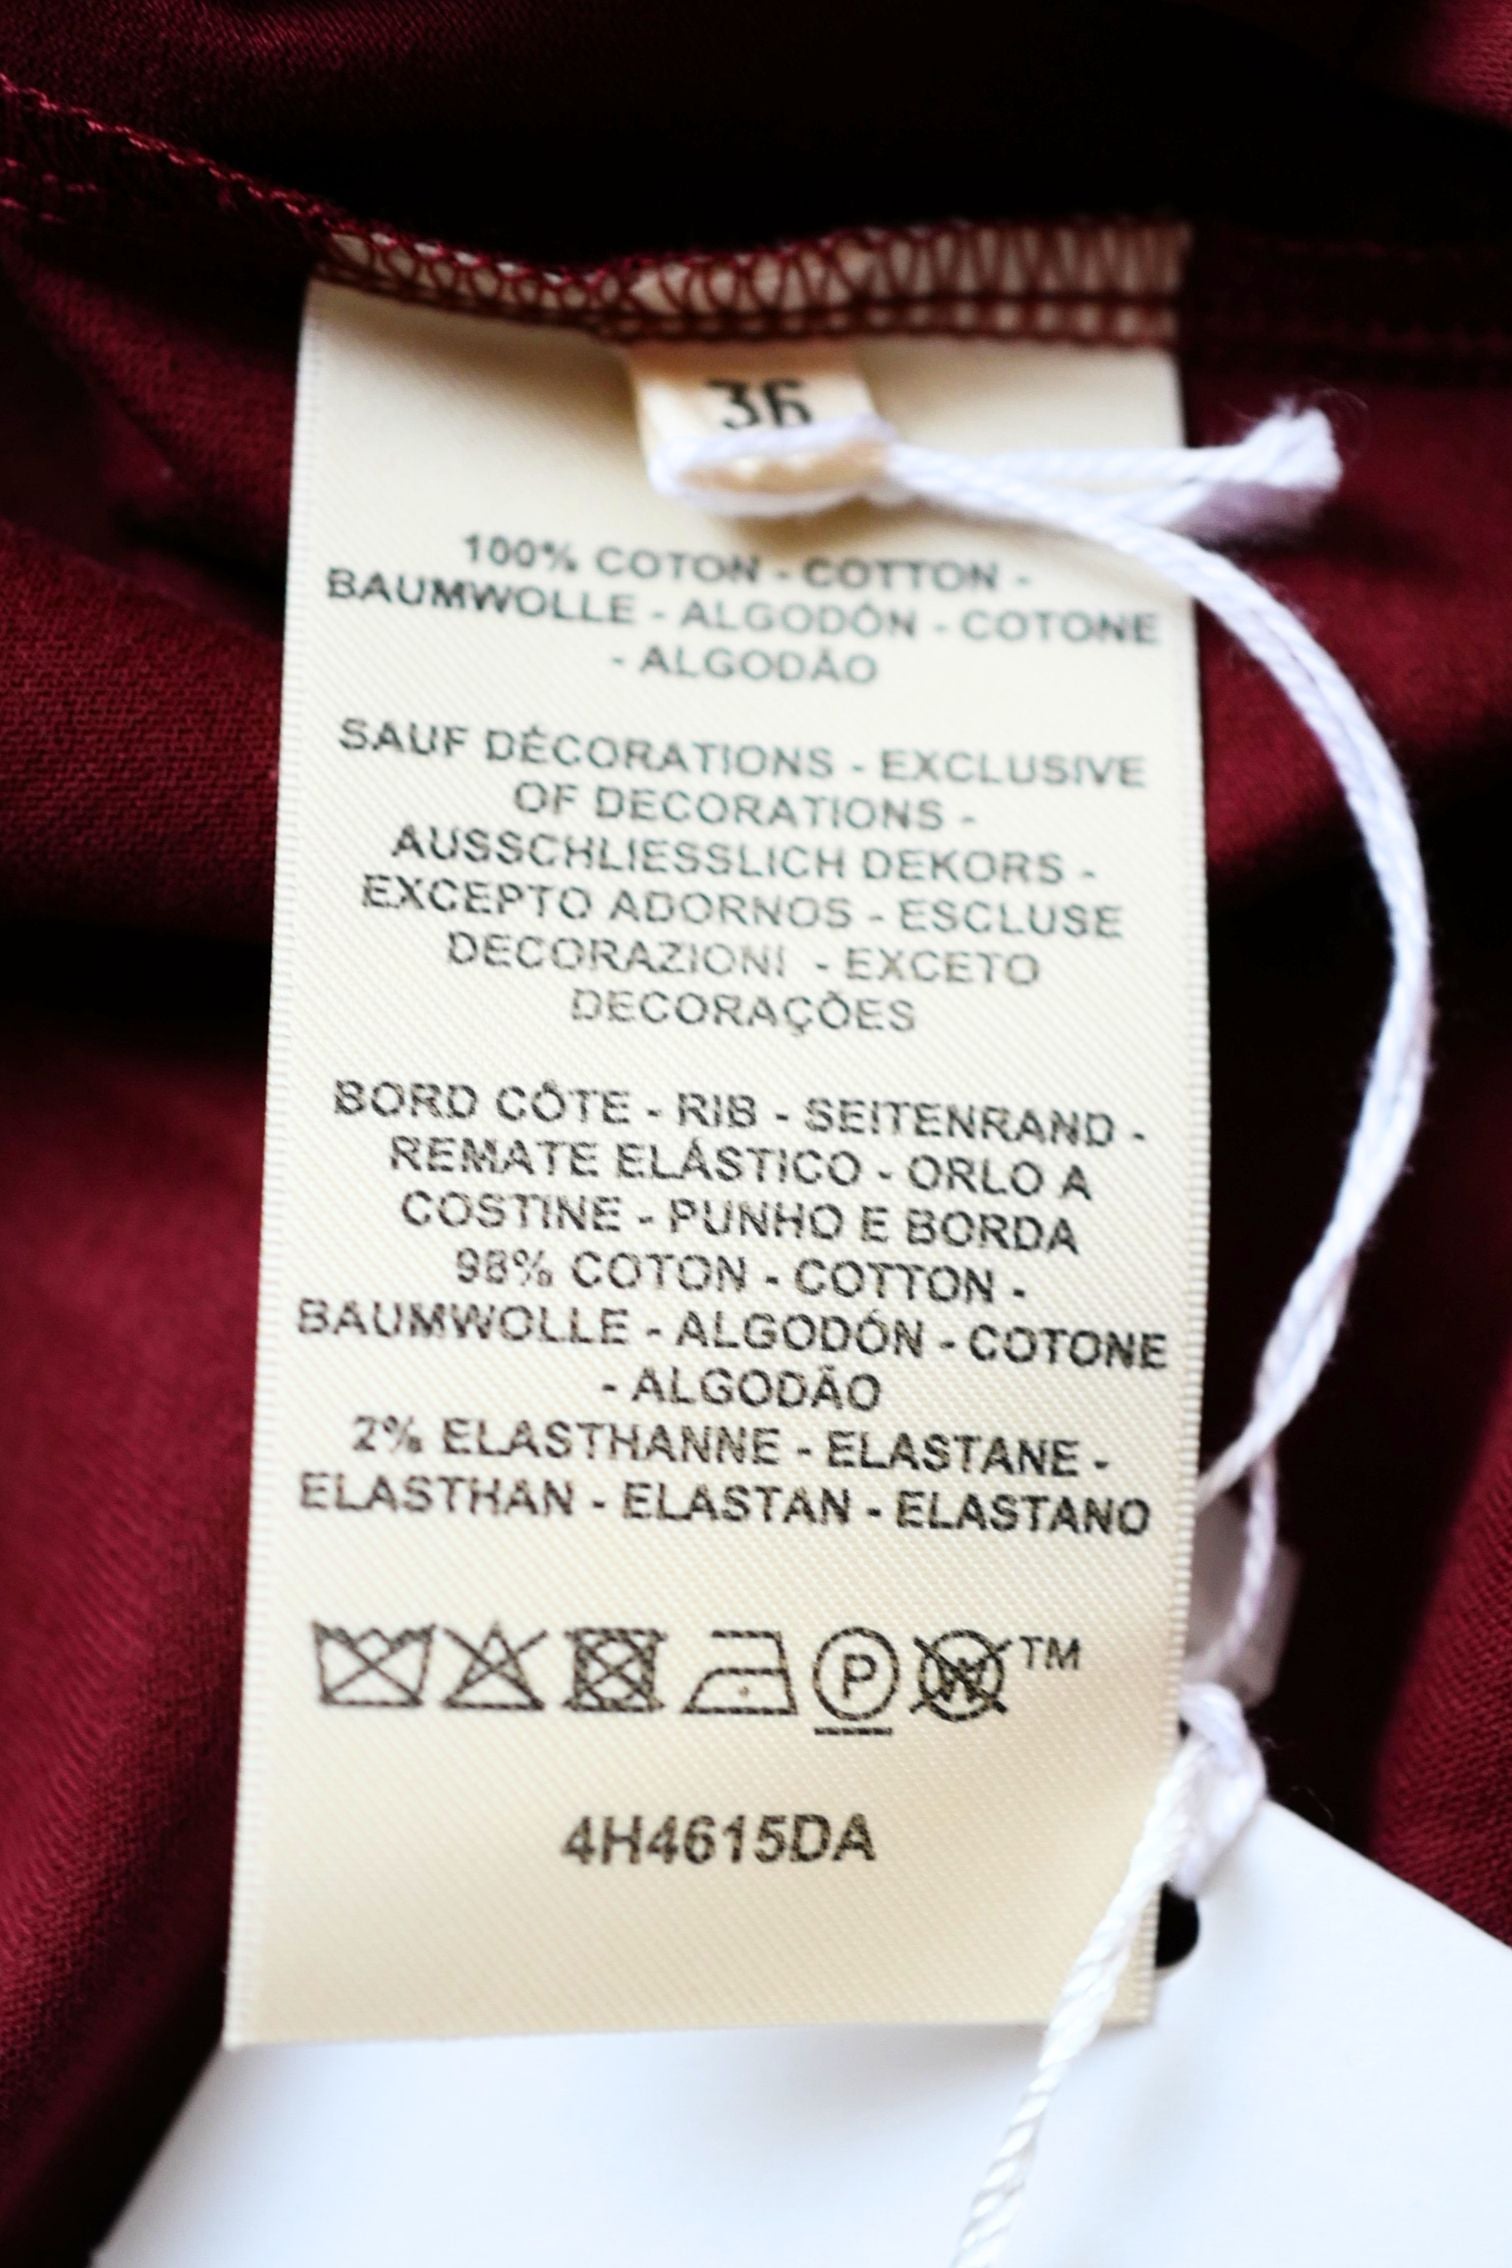 36
100% COTON - COTTON -
BAUMWOLLE - ALGODÓN - COTONE
- ALGODÃO
SAUF DÉCORATIONS - EXCLUSIVE
OF DECORATIONS -
AUSSCHLIESSLICH DEKORS -
EXCEPTO ADORNOS - ESCLUSE
DECORAZIONI - EXCETO
DECORAÇÕES
BORD CÔTE - RIB - SEITENRAND -
REMATE ELÁSTICO - ORLO A
COSTINE - PUNHO E BORDA
98% COTON - COTTON -
BAUMWOLLE - ALGODÓN - COTONE
- ALGODÃO
2% ELASTHANNE - ELASTANE -
ELASTHAN - ELASTAN - ELASTANO
P W TM
4H4615DA